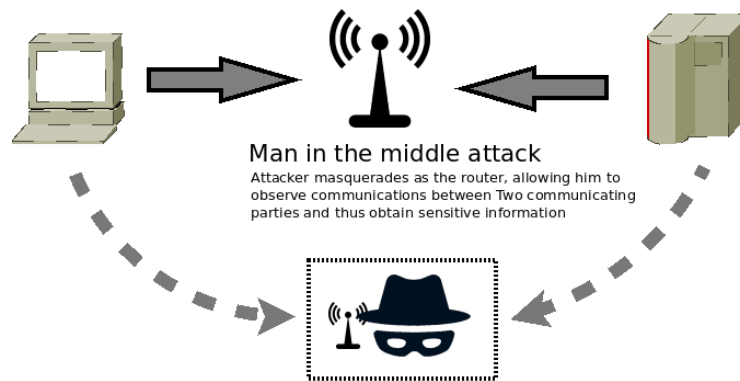 Man in the middle attack
Attacker masquerades as the router, allowing him to
observe communications between Two communicating
parties and thus obtain sensitive information